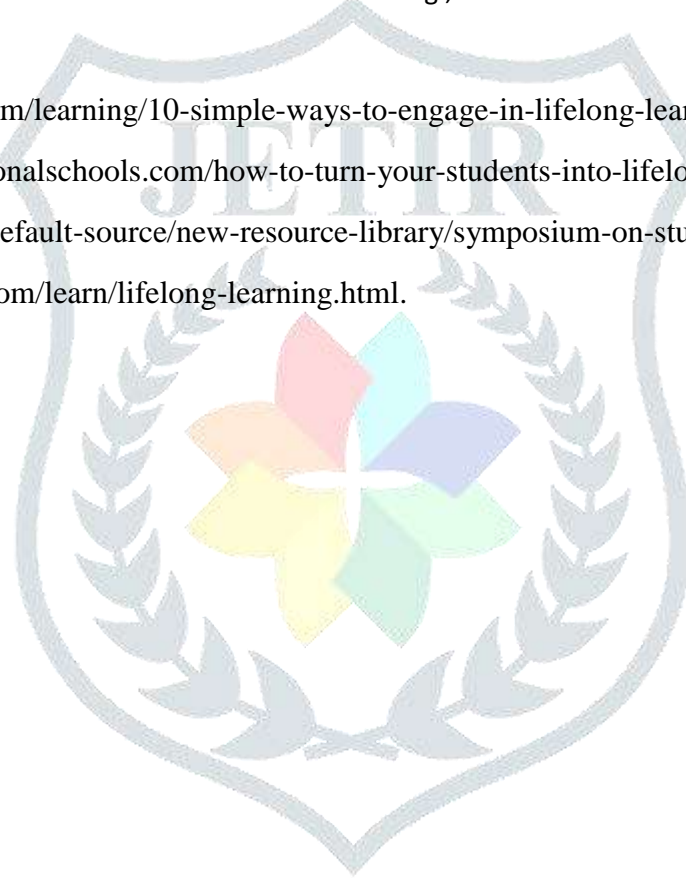 m/learning/10-simple-ways-to-engage-in-lifelong-lear
onalschools.com/how-to-turn-your-students-into-lifelo
JETIR
efault-source/new-resource-library/symposium-on-stu
om/learn/lifelong-learning.html.